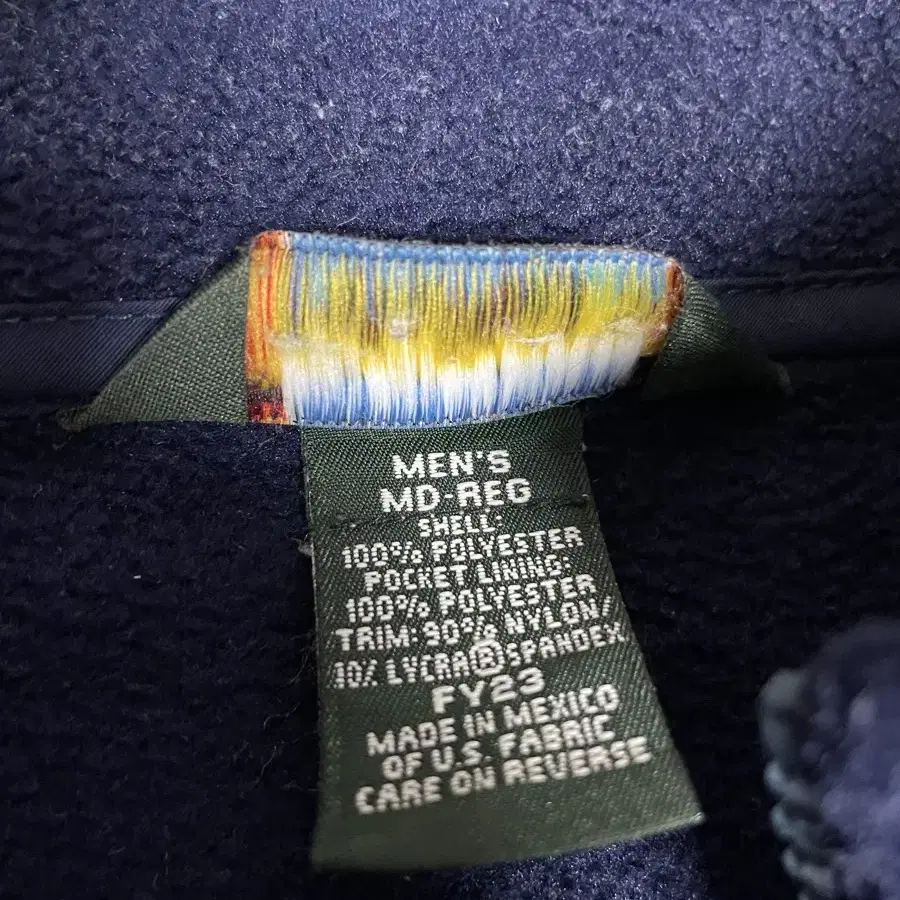 MEN'S
MD-REG
SHELL:
100% POLYESTER
POCKET LINING:
100% POLYESTER
TRIM: 90% NYLON/
10% LYCRA® SPANDEX
FY23
MADE IN MEXICO
OF U.S. FABRIC
CARE ON REVERSE